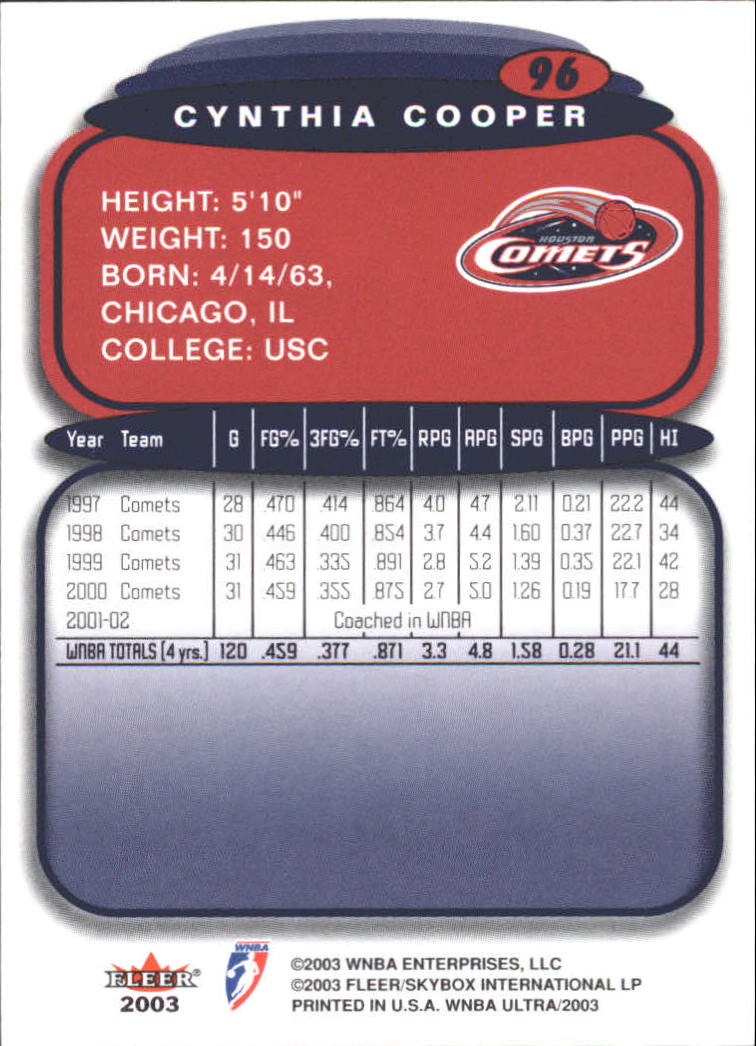 96
CYNTHIA COOPER
HEIGHT: 5'10"
WEIGHT: 150
BORN: 4/14/63,
CHICAGO, IL
COLLEGE: USC
HOUSTON
COMETS
Year Team G FG% 3FG% FT% RPG APG SPG BPG PPG HI
1997 Comets 28 .470 .414 .864 4.0 4.7 2.11 0.21 22.2 44
1998 Comets 30 .446 .400 .854 3.7 4.4 1.60 0.37 22.7 34
1999 Comets 31 .463 .335 .891 2.8 5.2 1.39 0.35 22.1 42
2000 Comets 31 .459 .355 .875 2.7 5.0 1.26 0.19 17.7 28
2001-02 Coached in WNBA
WNBA TOTALS (4 yrs.) 120 .459 .377 .871 3.3 4.8 1.58 0.28 21.1 44
FLEER®
2003
WNBA
©2003 WNBA ENTERPRISES, LLC
©2003 FLEER/SKYBOX INTERNATIONAL LP
PRINTED IN U.S.A. WNBA ULTRA/2003